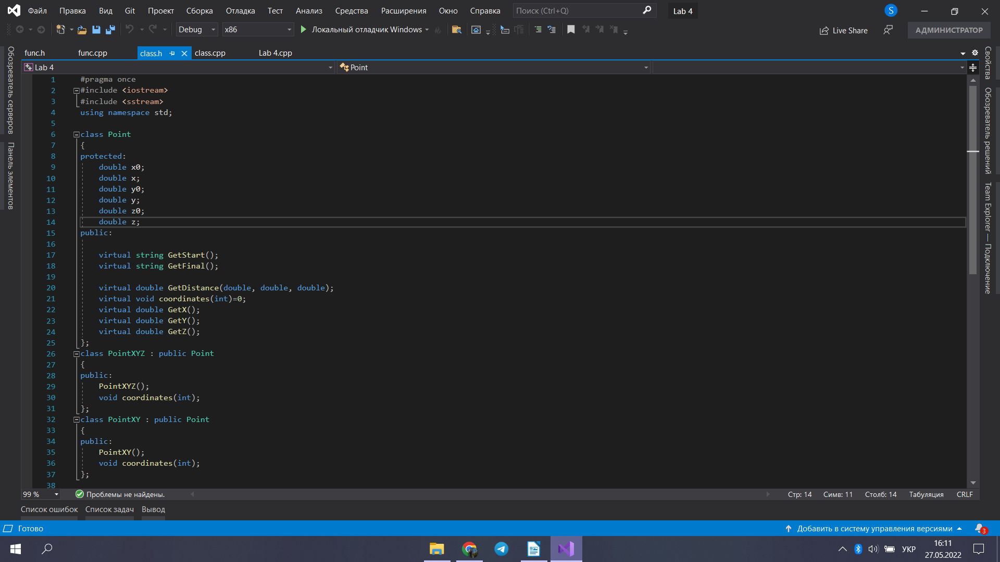 Файл Правка Вид Git Проект Сборка Отладка Тест Анализ Средства Расширения Окно Справка Поиск (Ctrl+Q) Lab 4 S
Debug x86 Локальный отладчик Windows Live Share АДМИНИСТРАТОР
func.h func.cpp class.h class.cpp Lab 4.cpp
Lab 4 Point
Обозреватель серверов
Панель элементов
1 #pragma once
2 #include <iostream>
3 #include <sstream>
4 using namespace std;
5
6 class Point
7 {
8 protected:
9 double x0;
10 double x;
11 double y0;
12 double y;
13 double z0;
14 double z;
15 public:
16
17 virtual string GetStart();
18 virtual string GetFinal();
19
20 virtual double GetDistance(double, double, double);
21 virtual void coordinates(int)=0;
22 virtual double GetX();
23 virtual double GetY();
24 virtual double GetZ();
25 };
26 class PointXYZ : public Point
27 {
28 public:
29 PointXYZ();
30 void coordinates(int);
31 };
32 class PointXY : public Point
33 {
34 public:
35 PointXY();
36 void coordinates(int);
37 };
38
Свойства
Обозреватель решений
Team Explorer — Подключение
99 % Проблемы не найдены. Стр: 14 Симв: 11 Столб: 14 Табуляция CRLF
Список ошибок Список задач Вывод
Готово Добавить в систему управления версиями 3
УКР 16:11
27.05.2022